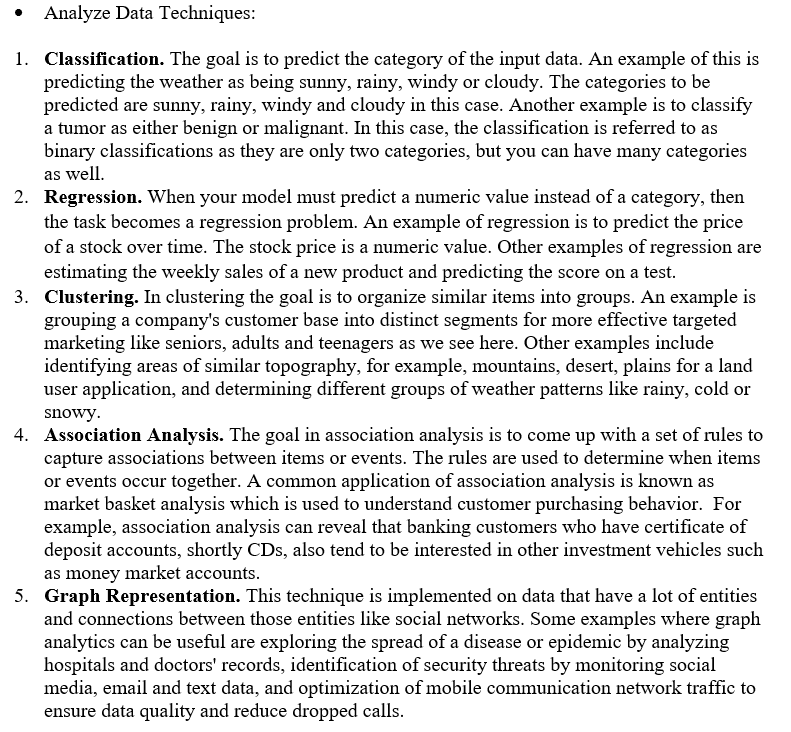 • Analyze Data Techniques:
1. Classification. The goal is to predict the category of the input data. An example of this is
predicting the weather as being sunny, rainy, windy or cloudy. The categories to be
predicted are sunny, rainy, windy and cloudy in this case. Another example is to classify
a tumor as either benign or malignant. In this case, the classification is referred to as
binary classifications as they are only two categories, but you can have many categories
as well.
2. Regression. When your model must predict a numeric value instead of a category, then
the task becomes a regression problem. An example of regression is to predict the price
of a stock over time. The stock price is a numeric value. Other examples of regression are
estimating the weekly sales of a new product and predicting the score on a test.
3. Clustering. In clustering the goal is to organize similar items into groups. An example is
grouping a company's customer base into distinct segments for more effective targeted
marketing like seniors, adults and teenagers as we see here. Other examples include
identifying areas of similar topography, for example, mountains, desert, plains for a land
user application, and determining different groups of weather patterns like rainy, cold or
snowy.
4. Association Analysis. The goal in association analysis is to come up with a set of rules to
capture associations between items or events. The rules are used to determine when items
or events occur together. A common application of association analysis is known as
market basket analysis which is used to understand customer purchasing behavior.  For
example, association analysis can reveal that banking customers who have certificate of
deposit accounts, shortly CDs, also tend to be interested in other investment vehicles such
as money market accounts.
5. Graph Representation. This technique is implemented on data that have a lot of entities
and connections between those entities like social networks. Some examples where graph
analytics can be useful are exploring the spread of a disease or epidemic by analyzing
hospitals and doctors' records, identification of security threats by monitoring social
media, email and text data, and optimization of mobile communication network traffic to
ensure data quality and reduce dropped calls.